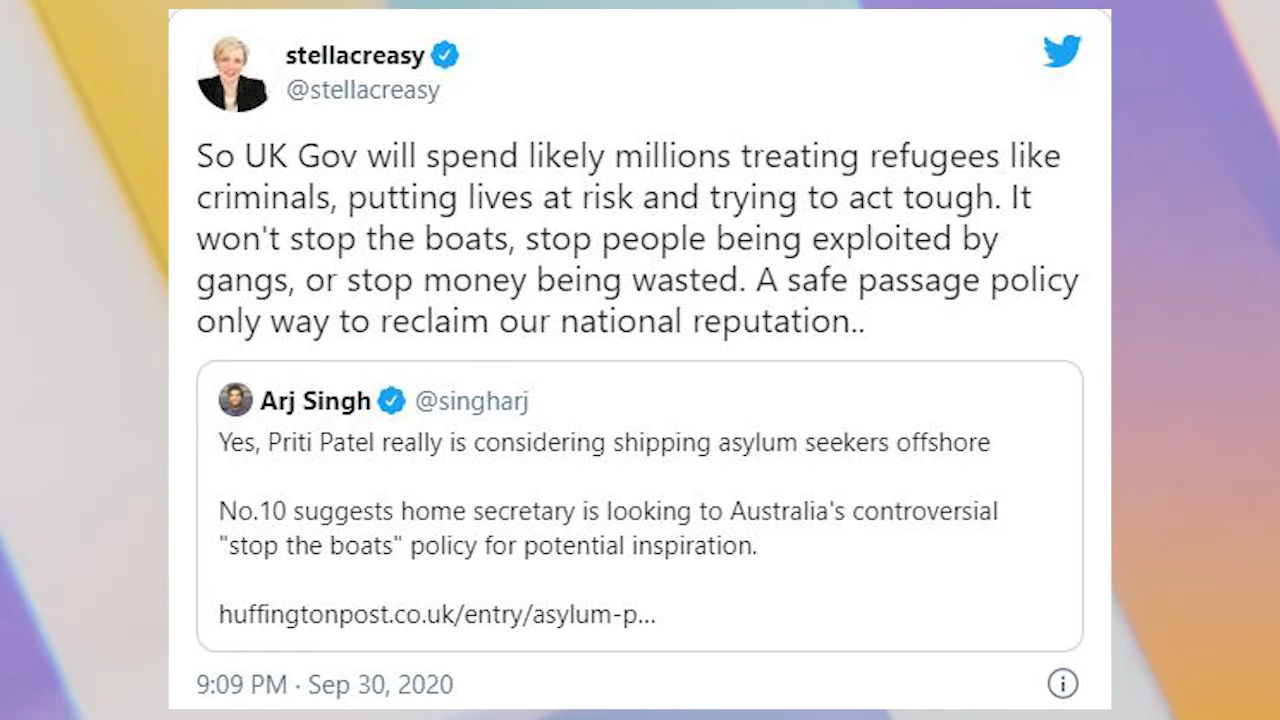 stellacreasy
@stellacreasy
So UK Gov will spend likely millions treating refugees like
criminals, putting lives at risk and trying to act tough. It
won't stop the boats, stop people being exploited by
gangs, or stop money being wasted. A safe passage policy
only way to reclaim our national reputation..
Arj Singh @singharj
Yes, Priti Patel really is considering shipping asylum seekers offshore
No.10 suggests home secretary is looking to Australia's controversial
"stop the boats" policy for potential inspiration.
huffingtonpost.co.uk/entry/asylum-p...
9:09 PM · Sep 30, 2020